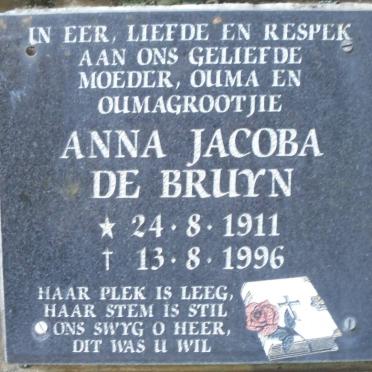 IN EER, LIEFDE EN RESPEK
AAN ONS GELIEFDE
MOEDER, OUMA EN
OUMAGROOTJIE
ANNA JACOBA
DE BRUYN
★ 24·8·1911
† 13·8·1996
HAAR PLEK IS LEEG,
HAAR STEM IS STIL
ONS SWYG O HEER,
DIT WAS U WIL